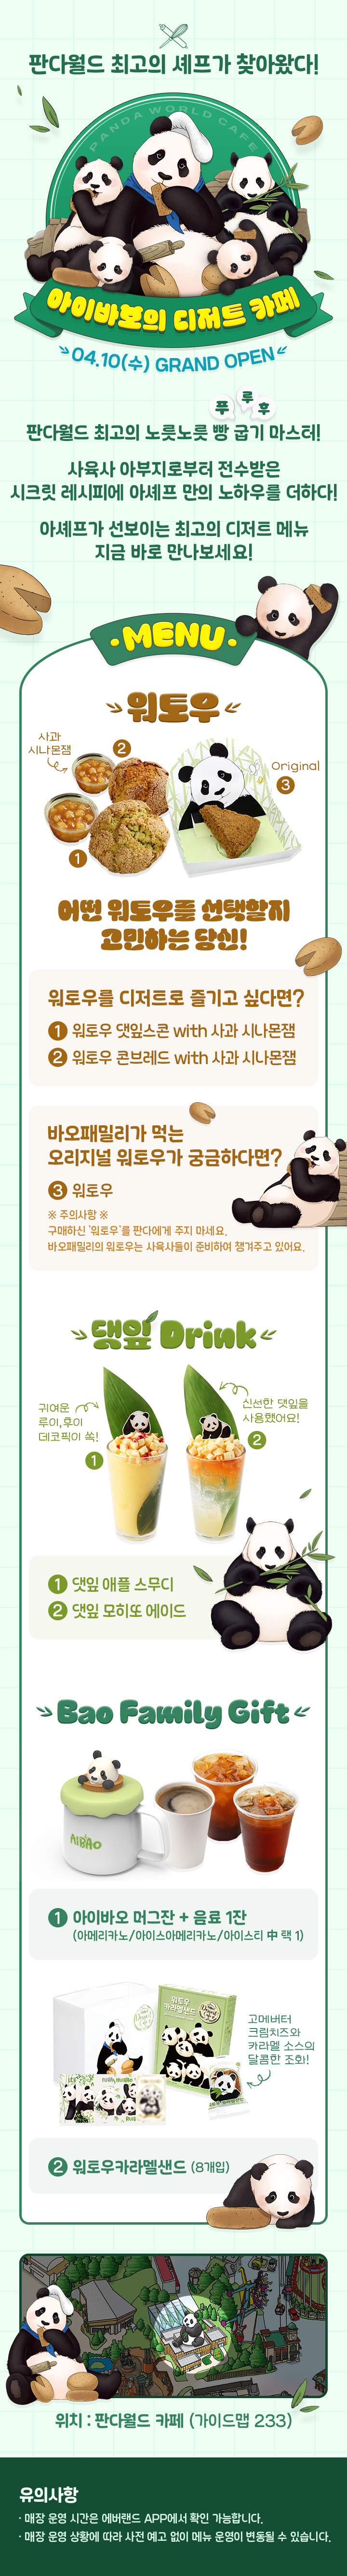 판다월드 최고의 셰프가 찾아왔다!
PANDA WORLD CAFE
아이바보의 디저트 카페
04.10(수) GRAND OPEN
푸 루 후
판다월드 최고의 노릇노릇 빵 굽기 마스터!
사육사 아부지로부터 전수받은
시크릿 레시피에 아셰프 만의 노하우를 더하다!
아셰프가 선보이는 최고의 디저트 메뉴
지금 바로 만나보세요!
·MENU·
워토우
사과
시나몬잼
2
Original
3
1
어떤 워토우를 선택할지
고민하는 당신!
워토우를 디저트로 즐기고 싶다면?
1 워토우 댓잎스콘 with 사과 시나몬잼
2 워토우 콘브레드 with 사과 시나몬잼
바오패밀리가 먹는
오리지널 워토우가 궁금하다면?
3 워토우
※ 주의사항 ※
구매하신 '워토우'를 판다에게 주지 마세요.
바오패밀리의 워토우는 사육사들이 준비하여 챙겨주고 있어요.
댓잎 Drink
귀여운
루이,후이
데코픽이 쏙!
1
신선한 댓잎을
사용했어요!
2
1 댓잎 애플 스무디
2 댓잎 모히또 에이드
Bao Family Gift
AIBAO
1 아이바오 머그잔 + 음료 1잔
(아메리카노/아이스아메리카노/아이스티 中 택 1)
워토우
카라멜샌드
고메버터
크림치즈와
카라멜 소스의
달콤한 조화!
2 워토우카라멜샌드 (8개입)
위치 : 판다월드 카페 (가이드맵 233)
유의사항
· 매장 운영 시간은 에버랜드 APP에서 확인 가능합니다.
· 매장 운영 상황에 따라 사전 예고 없이 메뉴 운영이 변동될 수 있습니다.